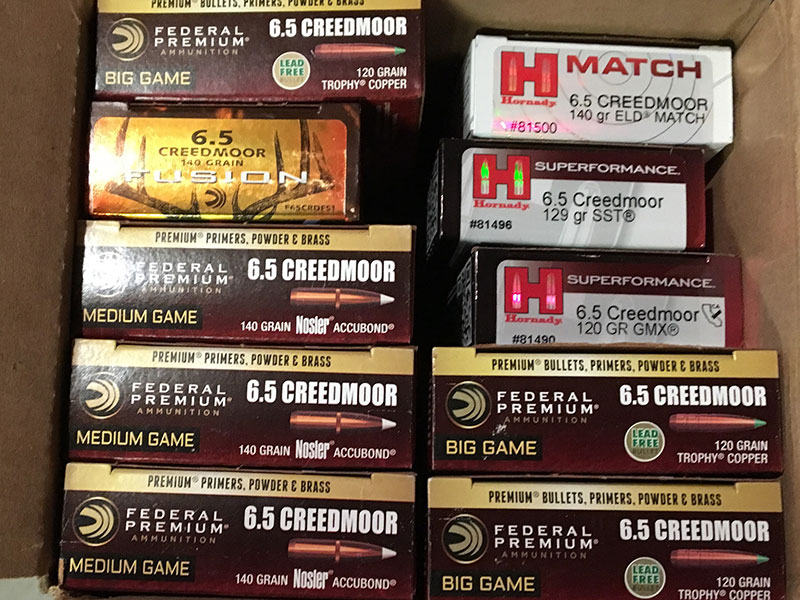 PREMIUM® BULLETS, PRIMERS, POWDER & BRASS
FEDERAL
PREMIUM®
AMMUNITION
6.5 CREEDMOOR
BIG GAME
LEAD
FREE
BULLET
120 GRAIN
TROPHY® COPPER
6.5
CREEDMOOR
140 GRAIN
FUSION
F65CRDFS1
PREMIUM® PRIMERS, POWDER & BRASS
FEDERAL
PREMIUM®
AMMUNITION
6.5 CREEDMOOR
MEDIUM GAME
140 GRAIN Nosler® ACCUBOND®
PREMIUM® PRIMERS, POWDER & BRASS
FEDERAL
PREMIUM®
AMMUNITION
6.5 CREEDMOOR
MEDIUM GAME
140 GRAIN Nosler® ACCUBOND®
PREMIUM® PRIMERS, POWDER & BRASS
FEDERAL
PREMIUM®
AMMUNITION
6.5 CREEDMOOR
MEDIUM GAME
140 GRAIN Nosler® ACCUBOND®
H MATCH
Hornady
6.5 CREEDMOOR
140 gr ELD® MATCH
#81500
H SUPERFORMANCE
Hornady
6.5 Creedmoor
129 gr SST®
#81496
H SUPERFORMANCE
Hornady
6.5 Creedmoor
120 GR GMX®
#81490
PREMIUM® BULLETS, PRIMERS, POWDER & BRASS
FEDERAL
PREMIUM®
AMMUNITION
6.5 CREEDMOOR
BIG GAME
LEAD
FREE
BULLET
120 GRAIN
TROPHY® COPPER
PREMIUM® BULLETS, PRIMERS, POWDER & BRASS
FEDERAL
PREMIUM®
AMMUNITION
6.5 CREEDMOOR
BIG GAME
LEAD
FREE
BULLET
120 GRAIN
TROPHY® COPPER